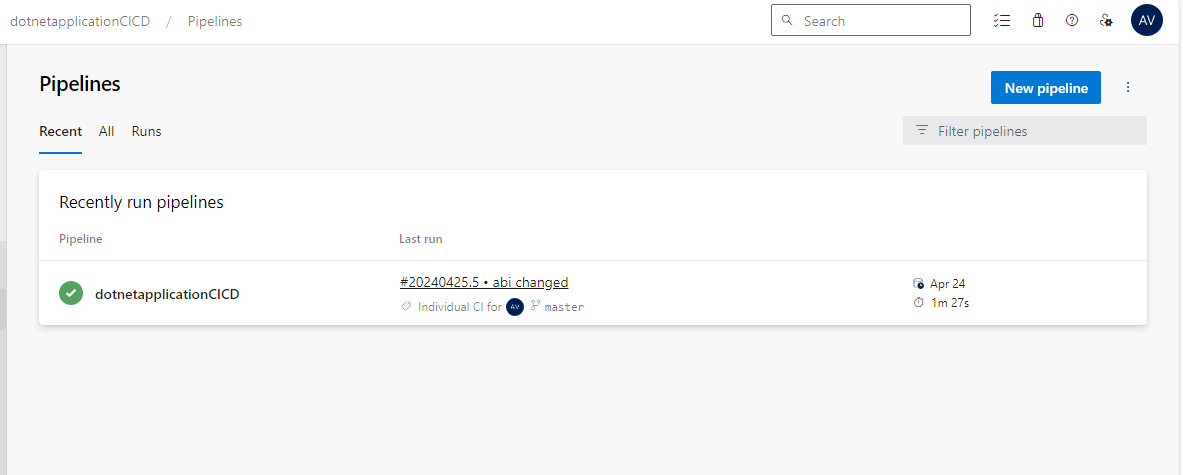 dotnetapplicationCICD / Pipelines Search AV
Pipelines
New pipeline
Recent All Runs
Filter pipelines
Recently run pipelines
Pipeline Last run
dotnetapplicationCICD
#20240425.5 • abi changed
Individual CI for AV master
Apr 24
1m 27s